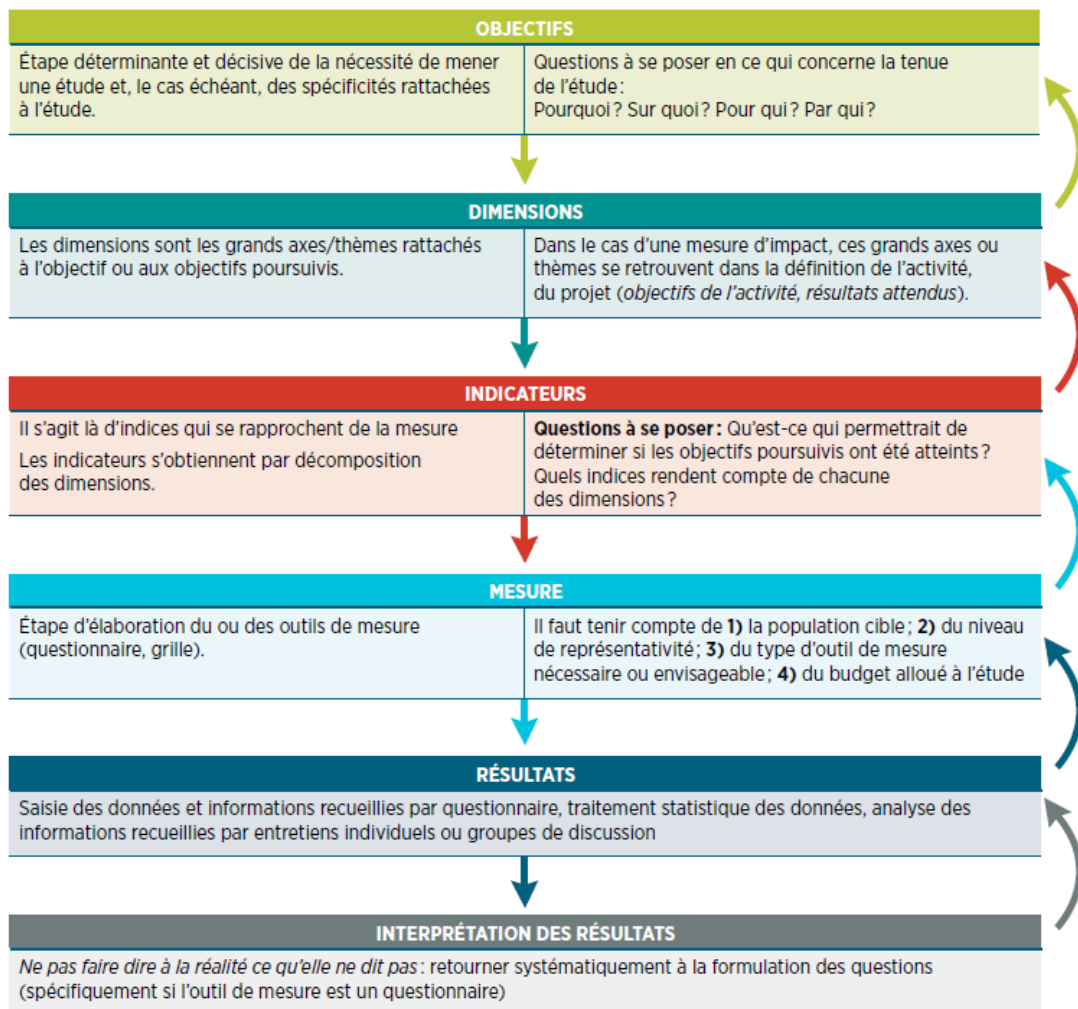 OBJECTIFS
Étape déterminante et décisive de la nécessité de mener
une étude et, le cas échéant, des spécificités rattachées
à l’étude.
Questions à se poser en ce qui concerne la tenue
de l’étude :
Pourquoi ? Sur quoi ? Pour qui ? Par qui ?
DIMENSIONS
Les dimensions sont les grands axes/thèmes rattachés
à l’objectif ou aux objectifs poursuivis.
Dans le cas d’une mesure d’impact, ces grands axes ou
thèmes se retrouvent dans la définition de l’activité,
du projet (objectifs de l’activité, résultats attendus).
INDICATEURS
Il s’agit là d’indices qui se rapprochent de la mesure
Les indicateurs s’obtiennent par décomposition
des dimensions.
Questions à se poser : Qu’est-ce qui permettrait de
déterminer si les objectifs poursuivis ont été atteints ?
Quels indices rendent compte de chacune
des dimensions ?
MESURE
Étape d’élaboration du ou des outils de mesure
(questionnaire, grille).
Il faut tenir compte de 1) la population cible ; 2) du niveau
de représentativité ; 3) du type d’outil de mesure
nécessaire ou envisageable ; 4) du budget alloué à l’étude
RÉSULTATS
Saisie des données et informations recueillies par questionnaire, traitement statistique des données, analyse des
informations recueillies par entretiens individuels ou groupes de discussion
INTERPRÉTATION DES RÉSULTATS
Ne pas faire dire à la réalité ce qu’elle ne dit pas : retourner systématiquement à la formulation des questions
(spécifiquement si l’outil de mesure est un questionnaire)